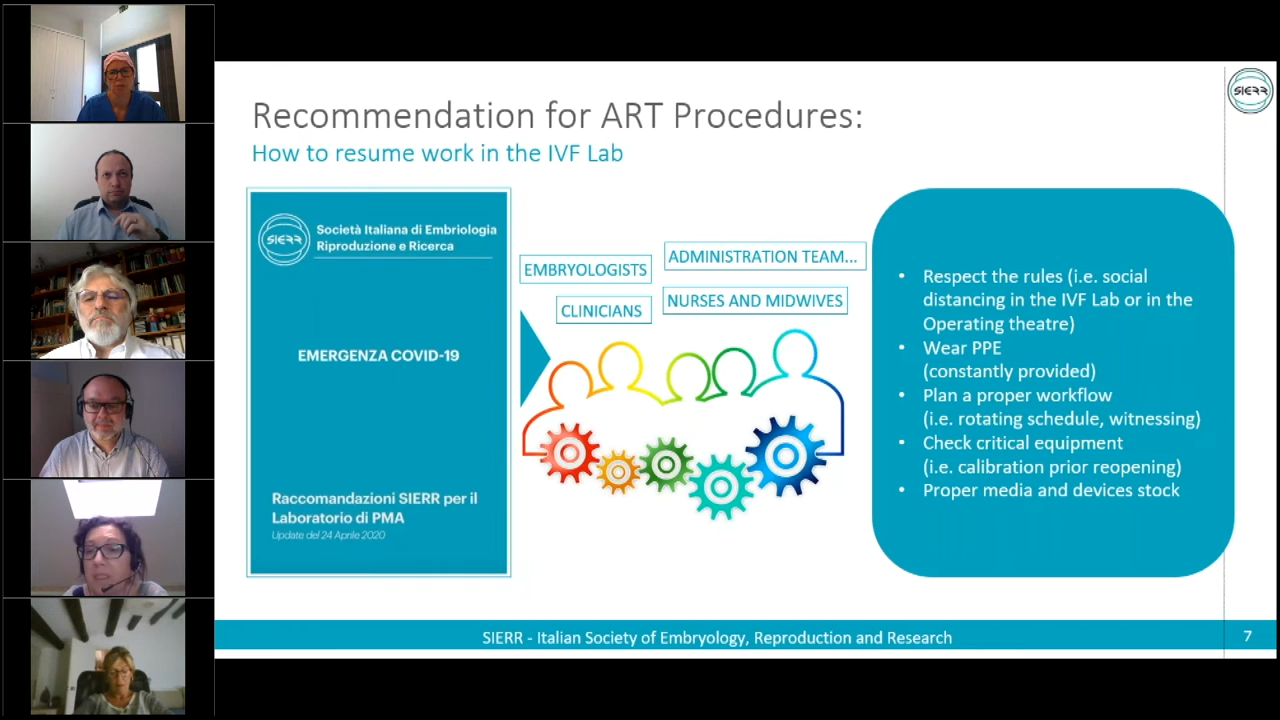 Recommendation for ART Procedures:
How to resume work in the IVF Lab
SIERR
SIERR
Società Italiana di Embriologia
Riproduzione e Ricerca
EMERGENZA COVID-19
Raccomandazioni SIERR per il
Laboratorio di PMA
Update del 24 Aprile 2020
EMBRYOLOGISTS
ADMINISTRATION TEAM...
CLINICIANS
NURSES AND MIDWIVES
• Respect the rules (i.e. social
distancing in the IVF Lab or in the
Operating theatre)
• Wear PPE
(constantly provided)
• Plan a proper workflow
(i.e. rotating schedule, witnessing)
• Check critical equipment
(i.e. calibration prior reopening)
• Proper media and devices stock
SIERR - Italian Society of Embryology, Reproduction and Research
7